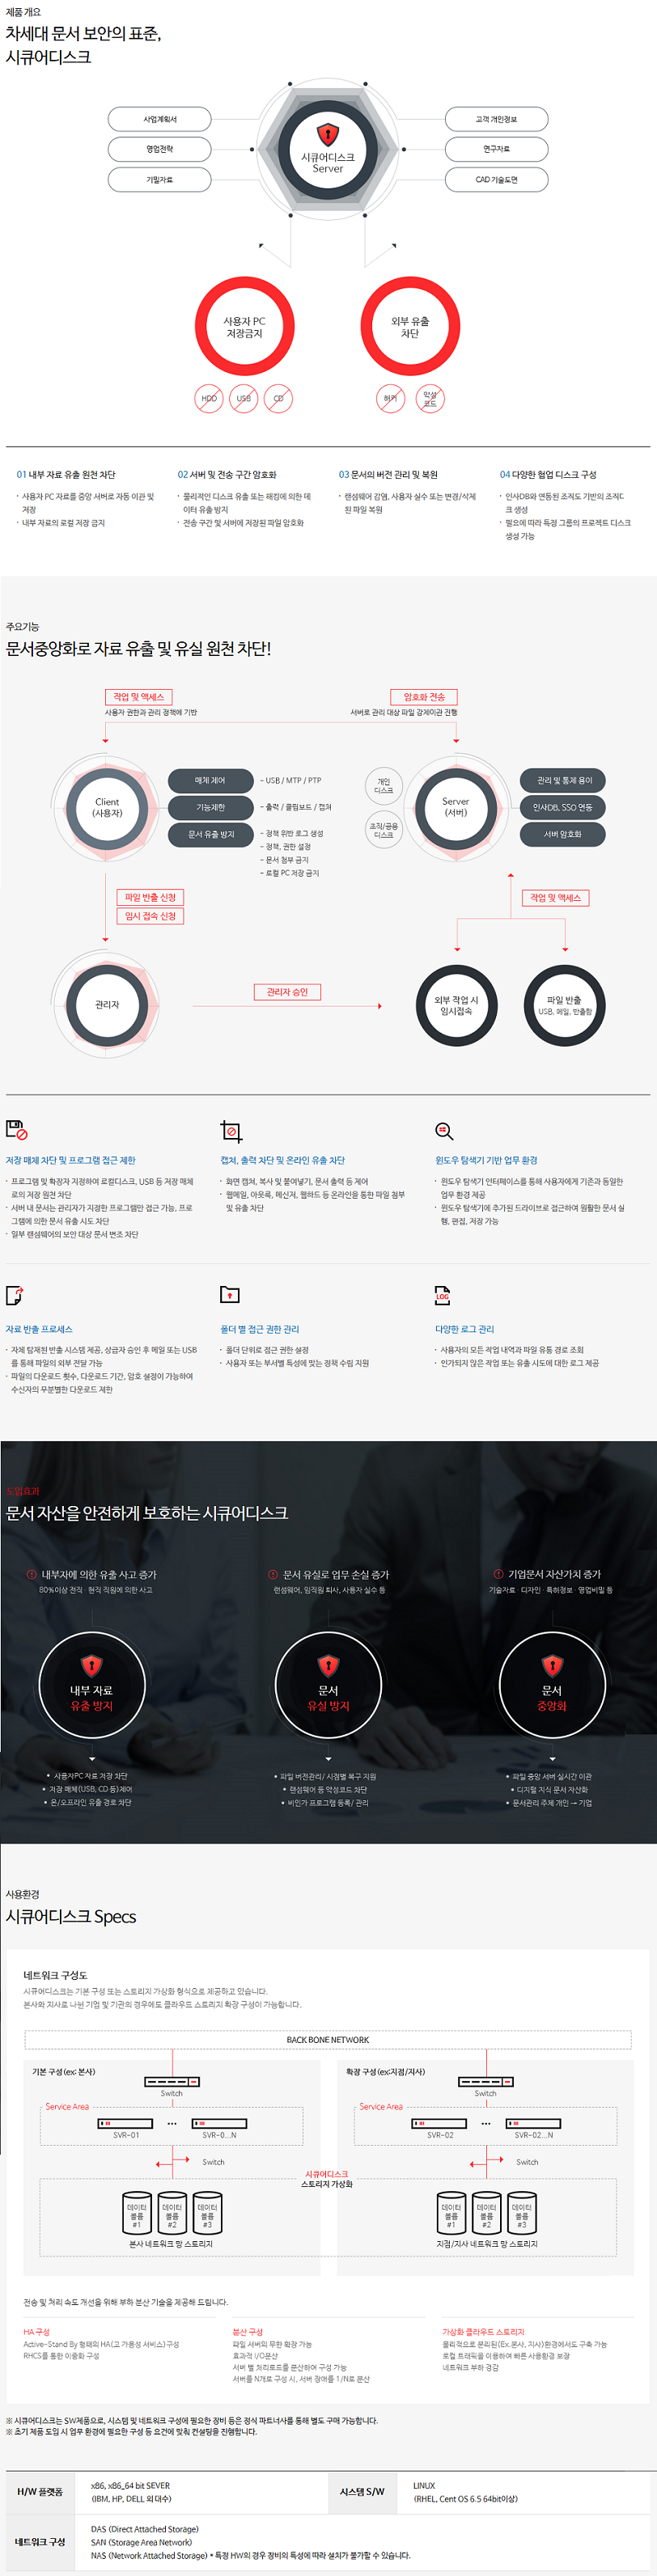 제품 개요
차세대 문서 보안의 표준,
시큐어디스크
사업계획서
영업전략
기밀자료
시큐어디스크
Server
고객 개인정보
연구자료
CAD 기술도면
사용자 PC
저장금지
외부 유출
차단
HDD
USB
CD
해커
악성
코드
01 내부 자료 유출 원천 차단
· 사용자 PC 자료를 중앙 서버로 자동 이관 및
저장
· 내부 자료의 로컬 저장 금지
02 서버 및 전송 구간 암호화
· 물리적인 디스크 유출 또는 해킹에 의한 데
이터 유출 방지
· 전송 구간 및 서버에 저장된 파일 암호화
03 문서의 버전 관리 및 복원
· 랜섬웨어 감염, 사용자 실수 또는 변경/삭제
된 파일 복원
04 다양한 협업 디스크 구성
· 인사DB와 연동된 조직도 기반의 조직디
크 생성
· 필요에 따라 특정 그룹의 프로젝트 디스크
생성 가능
주요기능
문서중앙화로 자료 유출 및 유실 원천 차단!
작업 및 액세스
사용자 권한과 관리 정책에 기반
암호화 전송
서버로 관리 대상 파일 강제이관 진행
Client
(사용자)
매체 제어
기능제한
문서 유출 방지
- USB / MTP / PTP
- 출력 / 클립보드 / 캡쳐
- 정책 위반 로그 생성
- 정책, 권한 설정
- 문서 첨부 금지
- 로컬 PC 저장 금지
개인
디스크
조직/공용
디스크
Server
(서버)
관리 및 통제 용이
인사DB, SSO 연동
서버 암호화
파일 반출 신청
임시 접속 신청
작업 및 액세스
관리자
관리자 승인
외부 작업 시
임시접속
파일 반출
USB, 메일, 반출함
저장 매체 차단 및 프로그램 접근 제한
· 프로그램 및 확장자 지정하여 로컬디스크, USB 등 저장 매체
로의 저장 원천 차단
· 서버 내 문서는 관리자가 지정한 프로그램만 접근 가능, 프로
그램에 의한 문서 유출 시도 차단
· 일부 랜섬웨어의 보안 대상 문서 변조 차단
캡쳐, 출력 차단 및 온라인 유출 차단
· 화면 캡쳐, 복사 및 붙여넣기, 문서 출력 등 제어
· 웹메일, 아웃룩, 메신저, 웹하드 등 온라인을 통한 파일 첨부
및 유출 차단
윈도우 탐색기 기반 업무 환경
· 윈도우 탐색기 인터페이스를 통해 사용자에게 기존과 동일한
업무 환경 제공
· 윈도우 탐색기에 추가된 드라이브로 접근하여 원활한 문서 실
행, 편집, 저장 가능
자료 반출 프로세스
· 자체 탑재된 반출 시스템 제공, 상급자 승인 후 메일 또는 USB
를 통해 파일의 외부 전달 가능
· 파일의 다운로드 횟수, 다운로드 기간, 암호 설정이 가능하여
수신자의 무분별한 다운로드 제한
폴더 별 접근 권한 관리
· 폴더 단위로 접근 권한 설정
· 사용자 또는 부서별 특성에 맞는 정책 수립 지원
LOG
다양한 로그 관리
· 사용자의 모든 작업 내역과 파일 유통 경로 조회
· 인가되지 않은 작업 또는 유출 시도에 대한 로그 제공
도입효과
문서 자산을 안전하게 보호하는 시큐어디스크
내부자에 의한 유출 사고 증가
80%이상 전직 · 현직 직원에 의한 사고
문서 유실로 업무 손실 증가
랜섬웨어, 임직원 퇴사, 사용자 실수 등
기업문서 자산가치 증가
기술자료 · 디자인 · 특허정보 · 영업비밀 등
내부 자료
유출 방지
문서
유실 방지
문서
중앙화
• 사용자PC 자료 저장 차단
• 저장 매체(USB, CD 등)제어
• 온/오프라인 유출 경로 차단
• 파일 버전관리/ 시점별 복구 지원
• 랜섬웨어 등 악성코드 차단
• 비인가 프로그램 등록/ 관리
• 파일 중앙 서버 실시간 이관
• 디지털 지식 문서 자산화
• 문서관리 주체 개인 → 기업
사용환경
시큐어디스크 Specs
네트워크 구성도
시큐어디스크는 기본 구성 또는 스토리지 가상화 형식으로 제공하고 있습니다.
본사와 지사로 나뉜 기업 및 기관의 경우에도 클라우드 스토리지 확장 구성이 가능합니다.
BACK BONE NETWORK
기본 구성(ex: 본사)
Switch
Service Area
SVR-01
...
SVR-0...N
Switch
확장 구성(ex:지점/지사)
Switch
Service Area
SVR-02
...
SVR-02...N
Switch
시큐어디스크
스토리지 가상화
데이터
볼륨
#1
데이터
볼륨
#2
데이터
볼륨
#3
본사 네트워크 망 스토리지
데이터
볼륨
#1
데이터
볼륨
#2
데이터
볼륨
#3
지점/지사 네트워크 망 스토리지
전송 및 처리 속도 개선을 위해 부하 분산 기술을 제공해 드립니다.
HA 구성
Active-Stand By 형태의 HA(고 가용성 서비스)구성
RHCS를 통한 이중화 구성
분산 구성
파일 서버의 무한 확장 가능
효과적 I/O분산
서버 별 처리로드를 분산하여 구성 가능
서버를 N개로 구성 시, 서버 장애를 1/N로 분산
가상화 클라우드 스토리지
물리적으로 분리된(Ex.본사, 지사)환경에서도 구축 가능
로컬 트래픽을 이용하여 빠른 사용환경 보장
네트워크 부하 경감
※ 시큐어디스크는 SW제품으로, 시스템 및 네트워크 구성에 필요한 장비 등은 정식 파트너사를 통해 별도 구매 가능합니다.
※ 초기 제품 도입 시 업무 환경에 필요한 구성 등 요건에 맞춰 컨설팅을 진행합니다.
H/W 플랫폼
x86, x86_64 bit SEVER
(IBM, HP, DELL 외 대수)
시스템 S/W
LINUX
(RHEL, Cent OS 6.5 64bit이상)
네트워크 구성
DAS (Direct Attached Storage)
SAN (Storage Area Network)
NAS (Network Attached Storage) * 특정 HW의 경우 장비의 특성에 따라 설치가 불가할 수 있습니다.